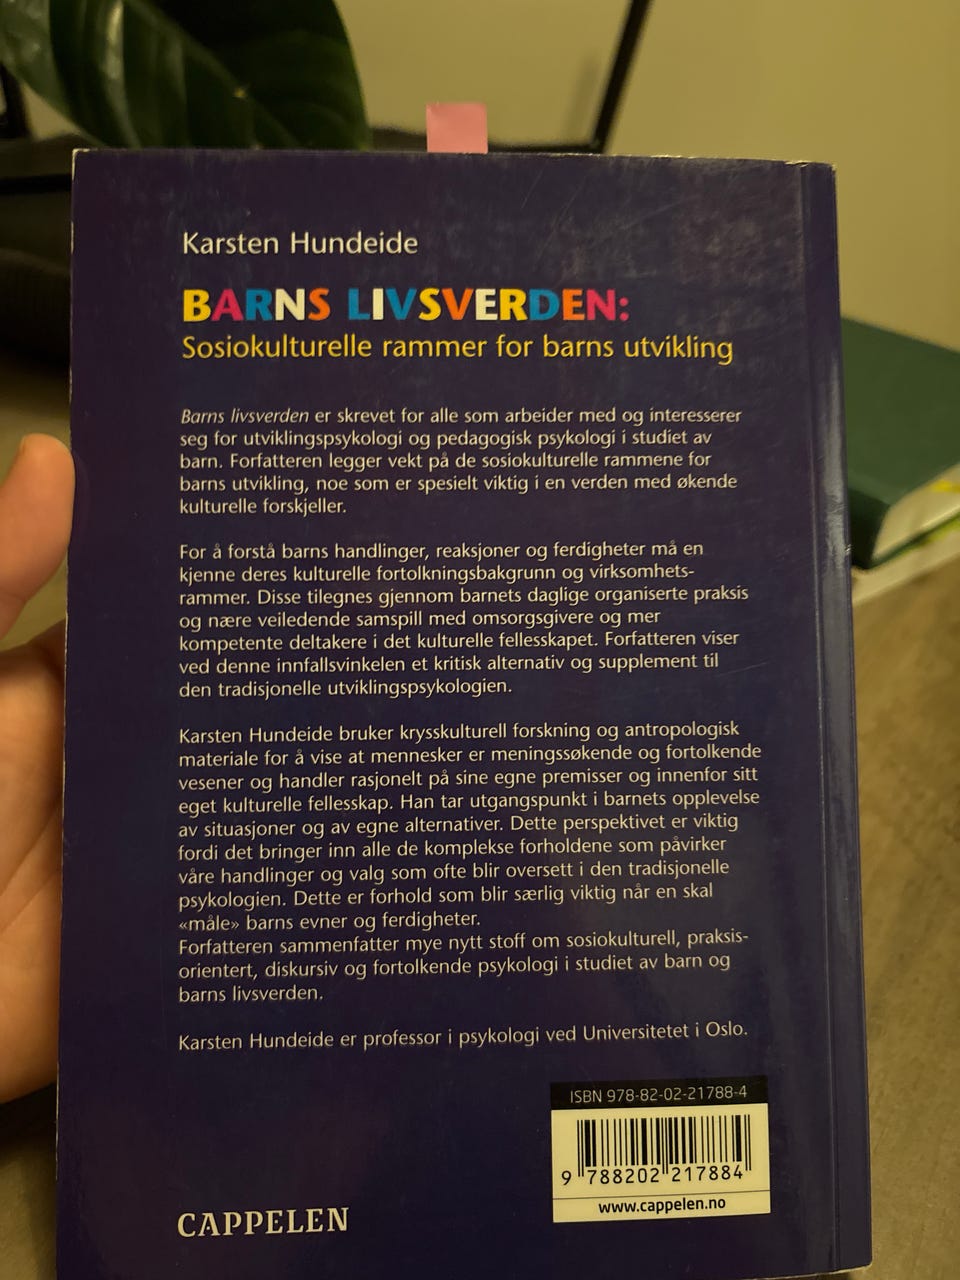 Karsten Hundeide
BARNS LIVSVERDEN:
Sosiokulturelle rammer for barns utvikling
Barns livsverden er skrevet for alle som arbeider med og interesserer
seg for utviklingspsykologi og pedagogisk psykologi i studiet av
barn. Forfatteren legger vekt på de sosiokulturelle rammene for
barns utvikling, noe som er spesielt viktig i en verden med økende
kulturelle forskjeller.
For å forstå barns handlinger, reaksjoner og ferdigheter må en
kjenne deres kulturelle fortolkningsbakgrunn og virksomhets-
rammer. Disse tilegnes gjennom barnets daglige organiserte praksis
og nære veiledende samspill med omsorgsgivere og mer
kompetente deltakere i det kulturelle fellesskapet. Forfatteren viser
ved denne innfallsvinkelen et kritisk alternativ og supplement til
den tradisjonelle utviklingspsykologien.
Karsten Hundeide bruker krysskulturell forskning og antropologisk
materiale for å vise at mennesker er meningssøkende og fortolkende
vesener og handler rasjonelt på sine egne premisser og innenfor sitt
eget kulturelle fellesskap. Han tar utgangspunkt i barnets opplevelse
av situasjoner og av egne alternativer. Dette perspektivet er viktig
fordi det bringer inn alle de komplekse forholdene som påvirker
våre handlinger og valg som ofte blir oversett i den tradisjonelle
psykologien. Dette er forhold som blir særlig viktig når en skal
«måle» barns evner og ferdigheter.
Forfatteren sammenfatter mye nytt stoff om sosiokulturell, praksis-
orientert, diskursiv og fortolkende psykologi i studiet av barn og
barns livsverden.
Karsten Hundeide er professor i psykologi ved Universitetet i Oslo.
ISBN 978-82-02-21788-4
9 788202 217884
www.cappelen.no
CAPPELEN